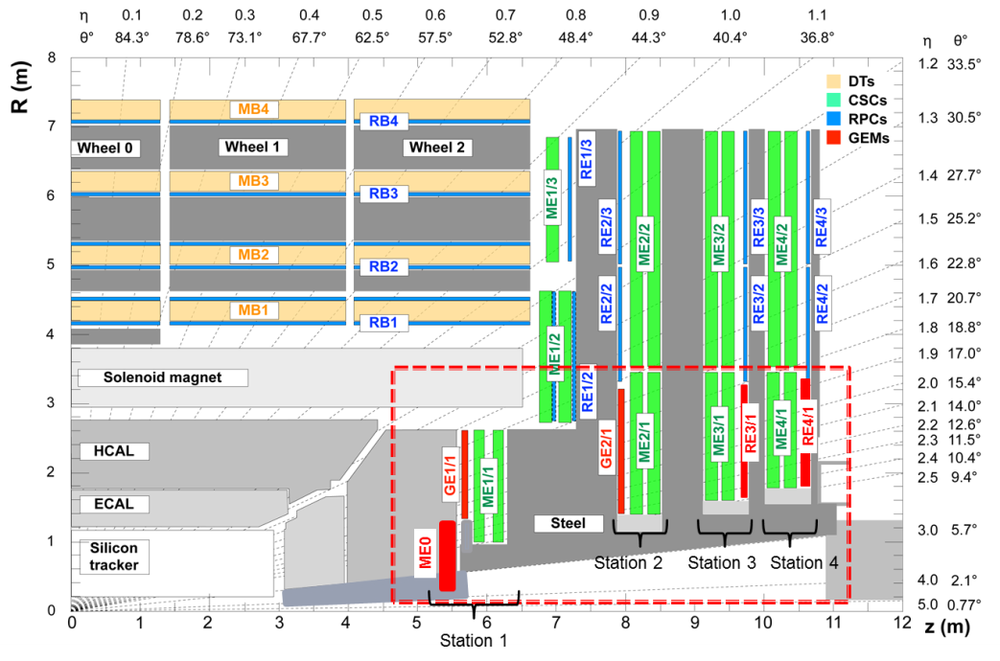 η 0.1 0.2 0.3 0.4 0.5 0.6 0.7 0.8 0.9 1.0 1.1
θ° 84.3° 78.6° 73.1° 67.7° 62.5° 57.5° 52.8° 48.4° 44.3° 40.4° 36.8° η θ°
R (m)
8
7
6
5
4
3
2
1
0
1.2 33.5°
1.3 30.5°
1.4 27.7°
1.5 25.2°
1.6 22.8°
1.7 20.7°
1.8 18.8°
1.9 17.0°
2.0 15.4°
2.1 14.0°
2.2 12.6°
2.3 11.5°
2.4 10.4°
2.5 9.4°
3.0 5.7°
4.0 2.1°
5.0 0.77°
DTs
CSCs
RPCs
GEMs
MB4
RB4
Wheel 0
Wheel 1
Wheel 2
MB3
RB3
MB2
RB2
MB1
RB1
Solenoid magnet
HCAL
ECAL
Silicon
tracker
Steel
ME1/3
RE1/3
RE2/3
ME2/2
ME3/2
RE3/3
ME4/2
RE4/3
ME1/2
RE1/2
RE2/2
RE3/2
RE4/2
GE1/1
ME1/1
GE2/1
ME2/1
ME3/1
RE3/1
ME4/1
RE4/1
ME0
Station 2
Station 3
Station 4
0 1 2 3 4 5 6 7 8 9 10 11 12
Station 1
z (m)